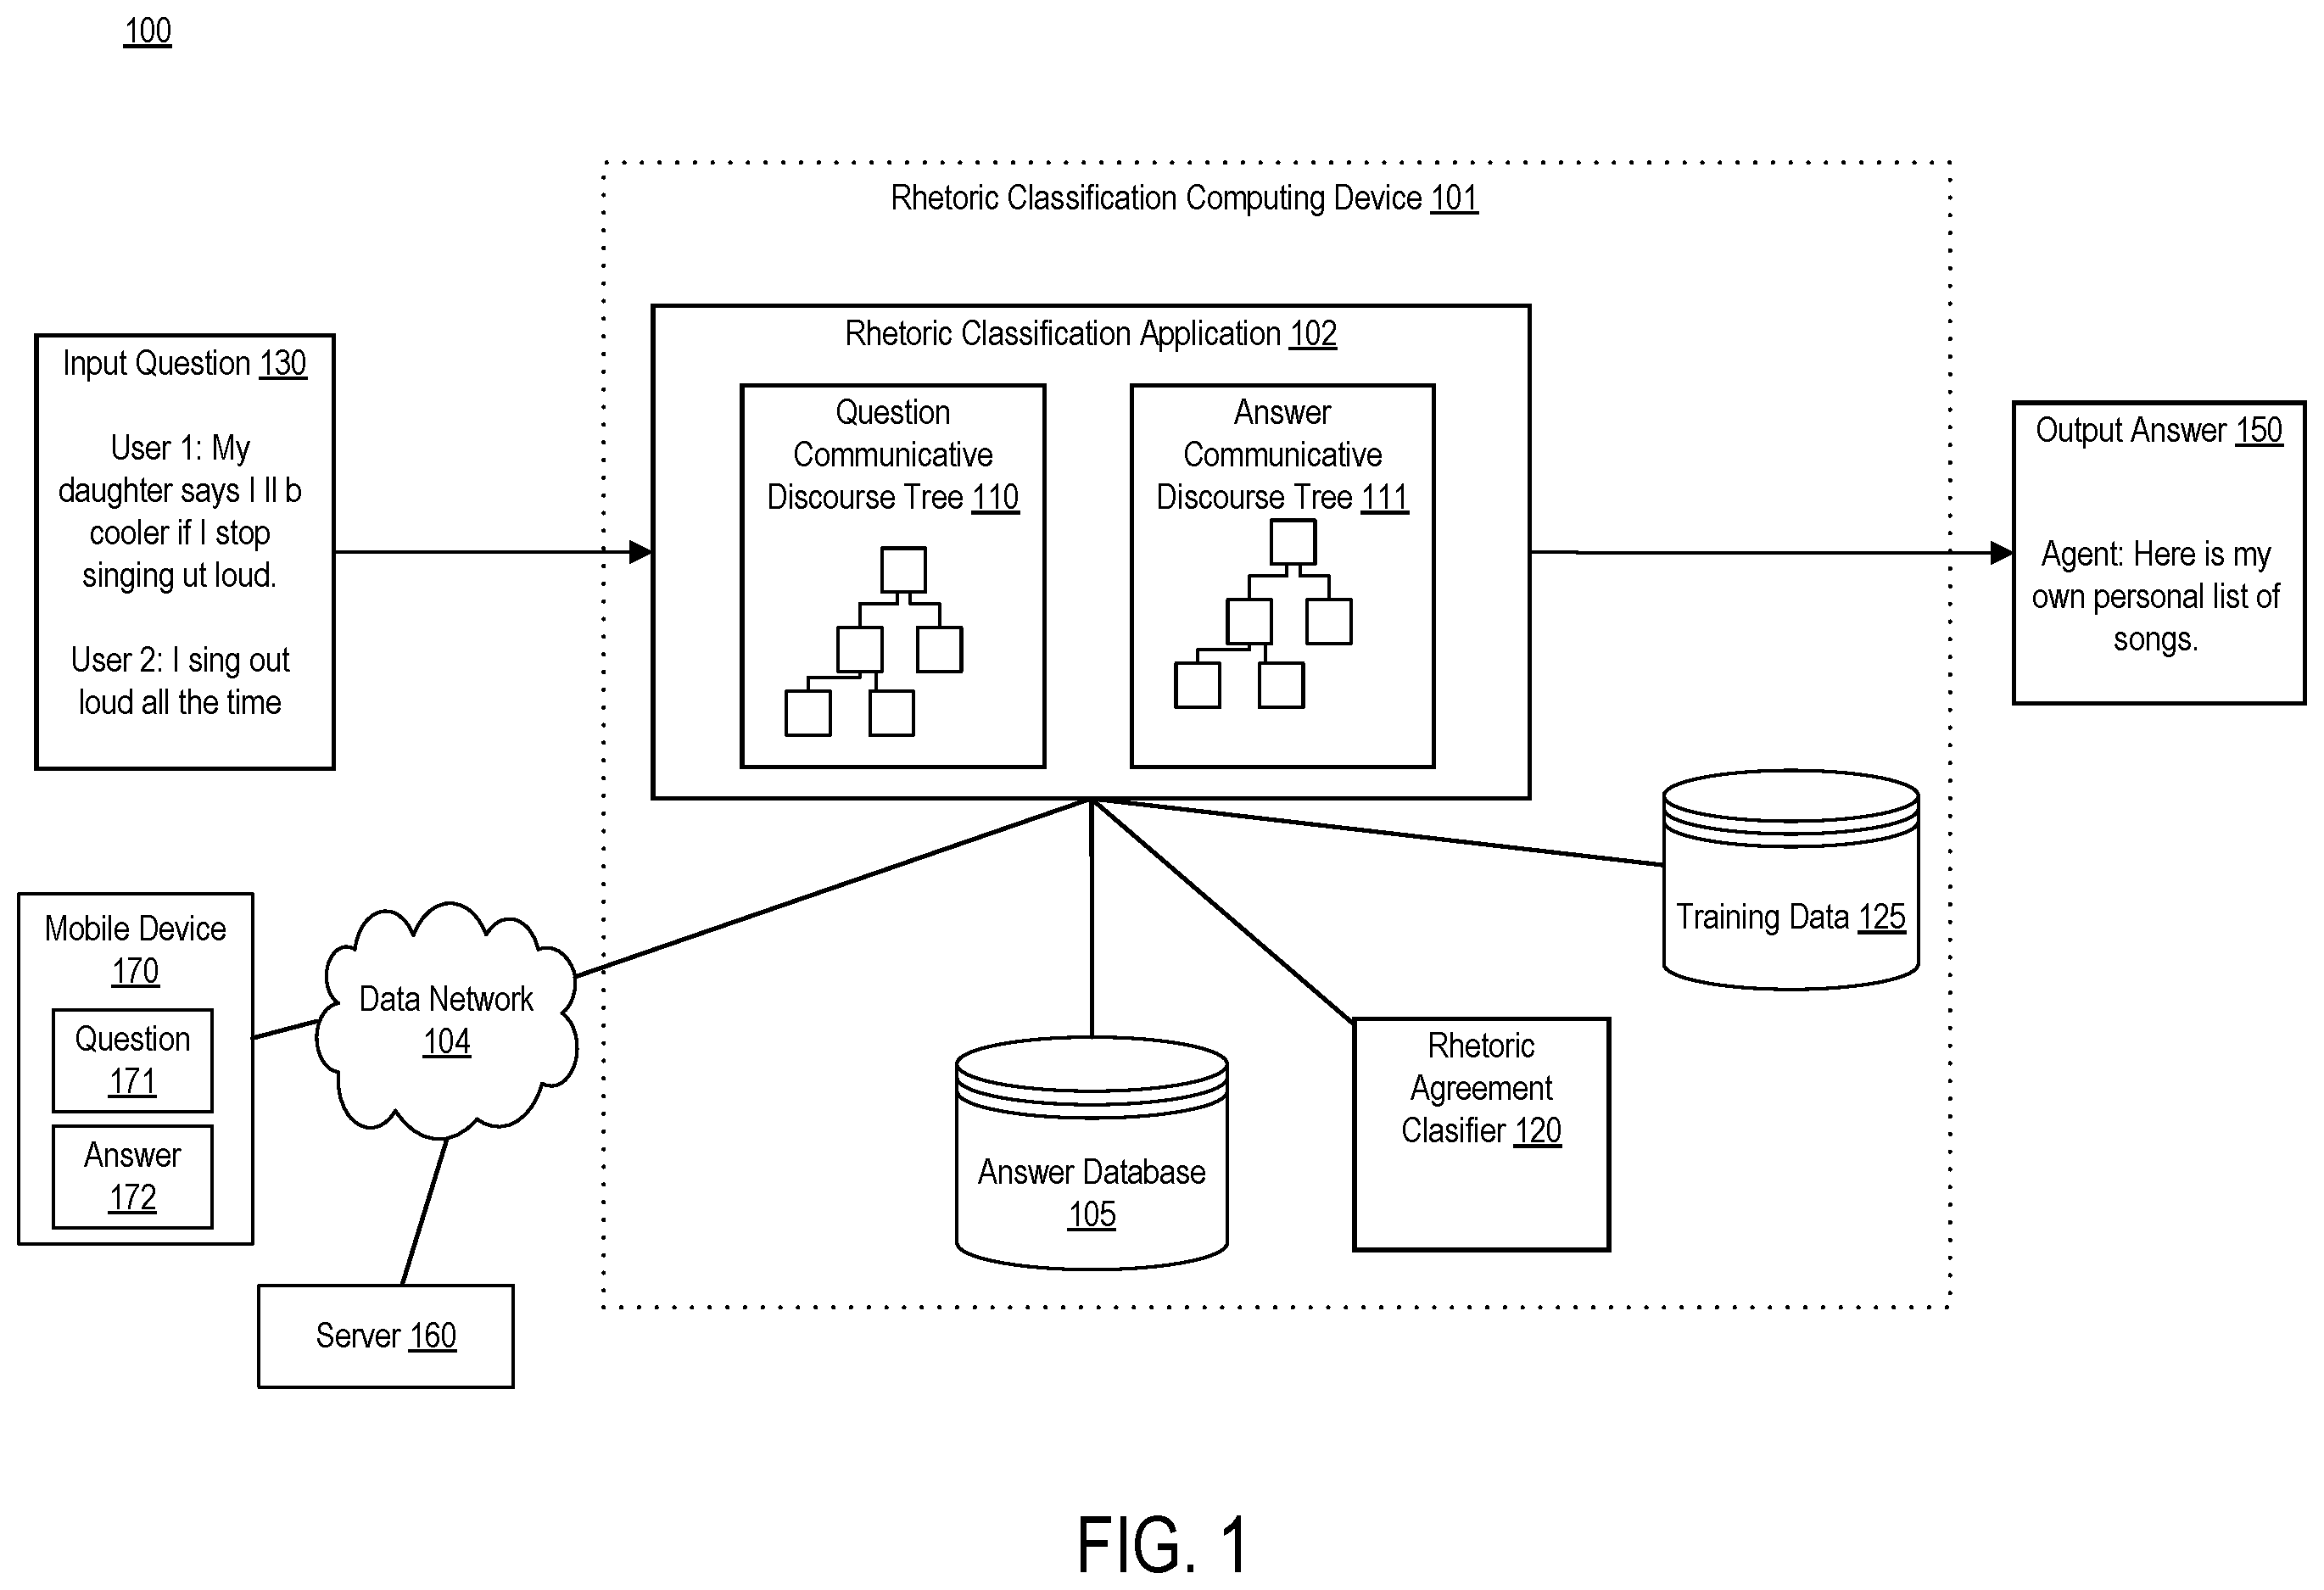 100
Rhetoric Classification Computing Device 101
Rhetoric Classification Application 102
Input Question 130
User 1: My
daughter says I ll b
cooler if I stop
singing ut loud.
User 2: I sing out
loud all the time
Question
Communicative
Discourse Tree 110
Answer
Communicative
Discourse Tree 111
Output Answer 150
Agent: Here is my
own personal list of
songs.
Training Data 125
Mobile Device
170
Question
171
Answer
172
Data Network
104
Rhetoric
Agreement
Clasifier 120
Answer Database
105
Server 160
FIG. 1